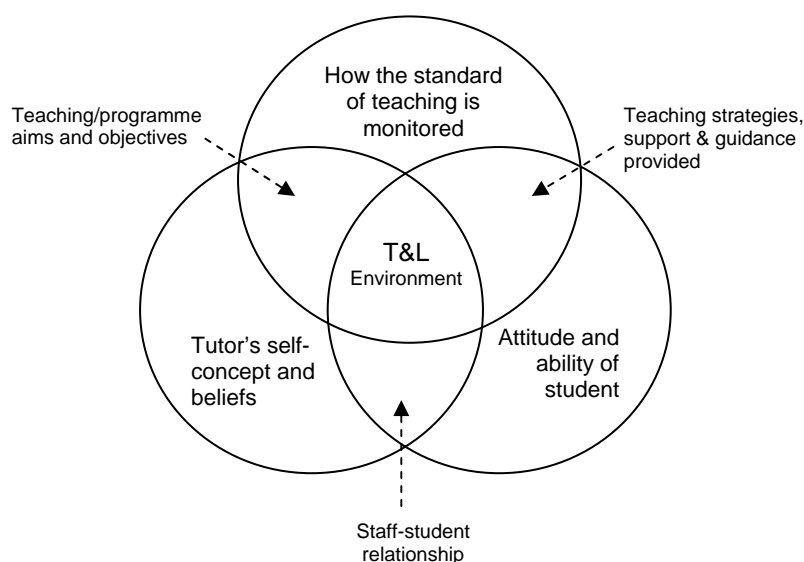 How the standard
of teaching is
monitored
Teaching/programme
aims and objectives
Teaching strategies,
support & guidance
provided
T&L
Environment
Tutor’s self-
concept and
beliefs
Attitude and
ability of
student
Staff-student
relationship